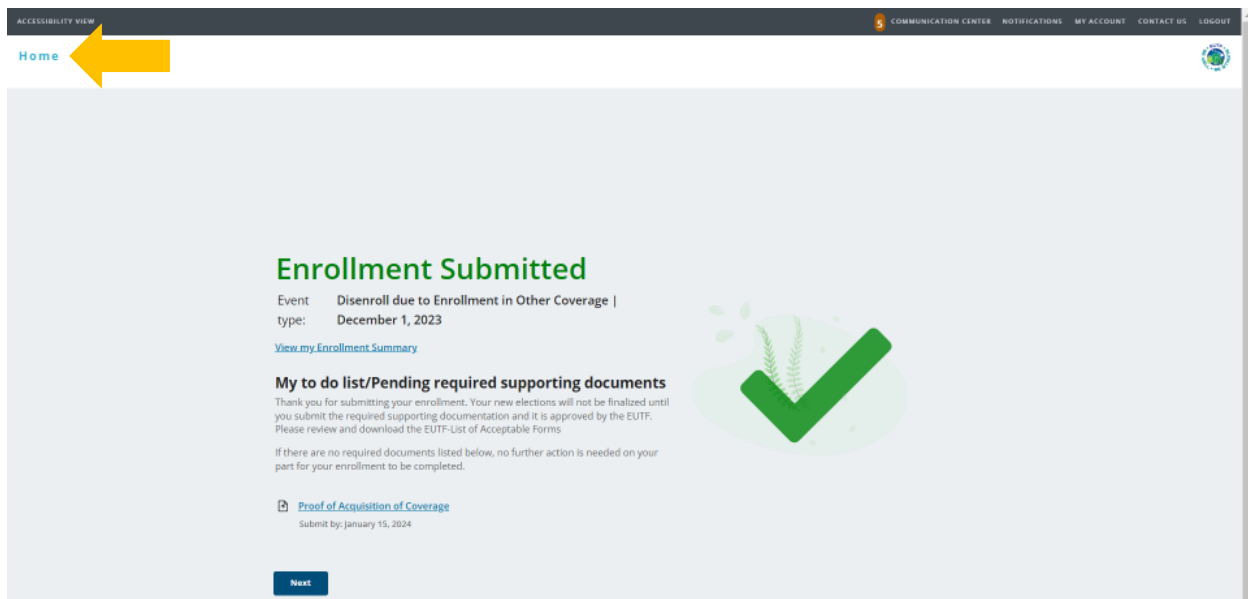 ACCESSIBILITY VIEW
5 COMMUNICATION CENTER NOTIFICATIONS MY ACCOUNT CONTACT US LOGOUT
Home
Enrollment Submitted
Event type: Disenroll due to Enrollment in Other Coverage |
December 1, 2023
View my Enrollment Summary
My to do list/Pending required supporting documents
Thank you for submitting your enrollment. Your new elections will not be finalized until
you submit the required supporting documentation and it is approved by the EUTF.
Please review and download the EUTF-List of Acceptable Forms
If there are no required documents listed below, no further action is needed on your
part for your enrollment to be completed.
Proof of Acquisition of Coverage
Submit by: January 15, 2024
Next